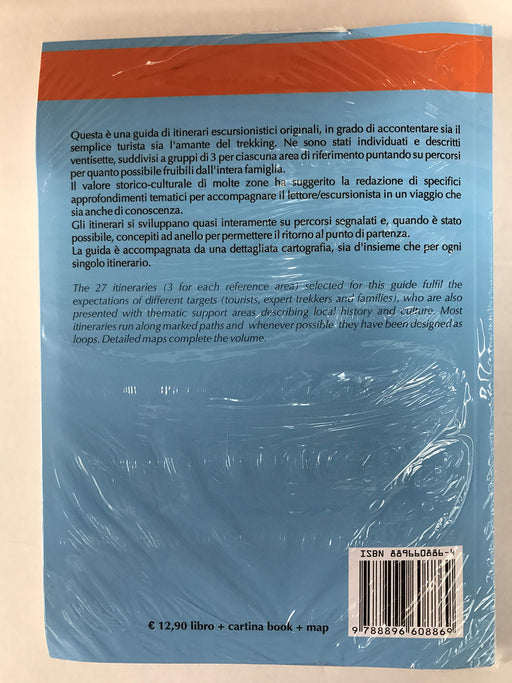 Questa è una guida di itinerari escursionistici originali, in grado di accontentare sia il
semplice turista sia l'amante del trekking. Ne sono stati individuati e descritti
ventisette, suddivisi a gruppi di 3 per ciascuna area di riferimento puntando su percorsi
per quanto possibile fruibili dall'intera famiglia.
Il valore storico-culturale di molte zone ha suggerito la redazione di specifici
approfondimenti tematici per accompagnare il lettore/escursionista in un viaggio che
sia anche di conoscenza.
Gli itinerari si sviluppano quasi interamente su percorsi segnalati e, quando è stato
possibile, concepiti ad anello per permettere il ritorno al punto di partenza.
La guida è accompagnata da una dettagliata cartografia, sia d'insieme che per ogni
singolo itinerario.
The 27 itineraries (3 for each reference area) selected for this guide fulfil the
expectations of different targets (tourists, expert trekkers and families), who are also
presented with thematic support areas describing local history and culture. Most
itineraries run along marked paths and whenever possible they have been designed as
loops. Detailed maps complete the volume.
ISBN 889660886-4
9 788896 608869
€ 12,90 libro + cartina book + map